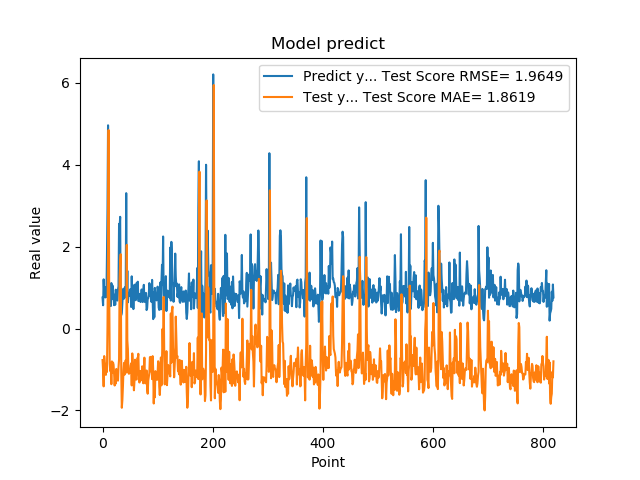 Model predict
Predict y... Test Score RMSE= 1.9649
Test y... Test Score MAE= 1.8619
6
4
2
0
−2
Real value
0 200 400 600 800
Point